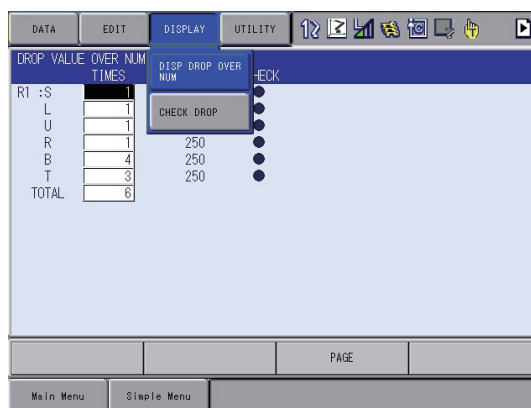 DATA EDIT DISPLAY UTILITY
DROP VALUE OVER NUM
DISP DROP OVER
NUM
TIMES HECK
R1 :S 1
CHECK DROP
L 1
U 1
R 1 250
B 4 250
T 3 250
TOTAL 6
PAGE
Main Menu Simple Menu